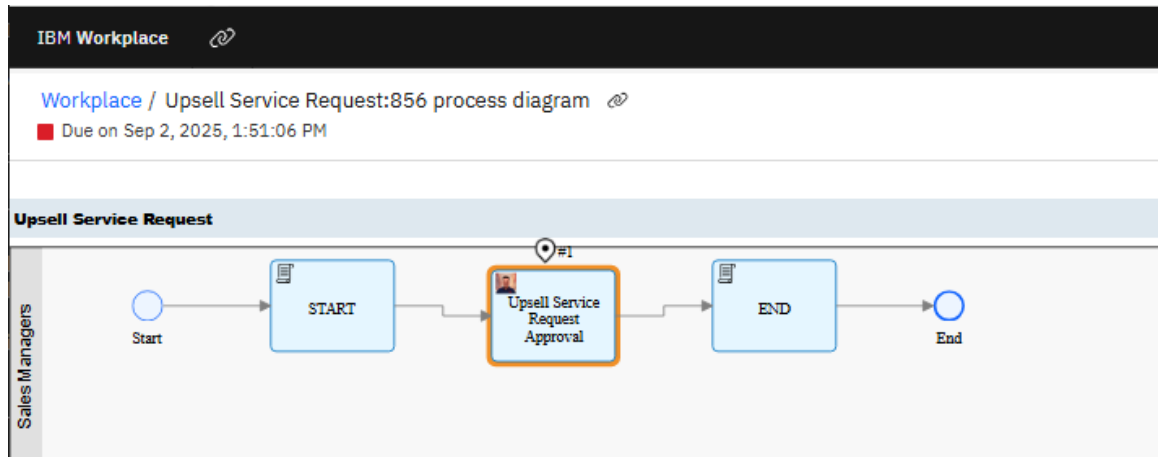 IBM Workplace
Workplace / Upsell Service Request:856 process diagram
Due on Sep 2, 2025, 1:51:06 PM
Upsell Service Request
Sales Managers
#1
Start
START
Upsell Service
Request
Approval
END
End